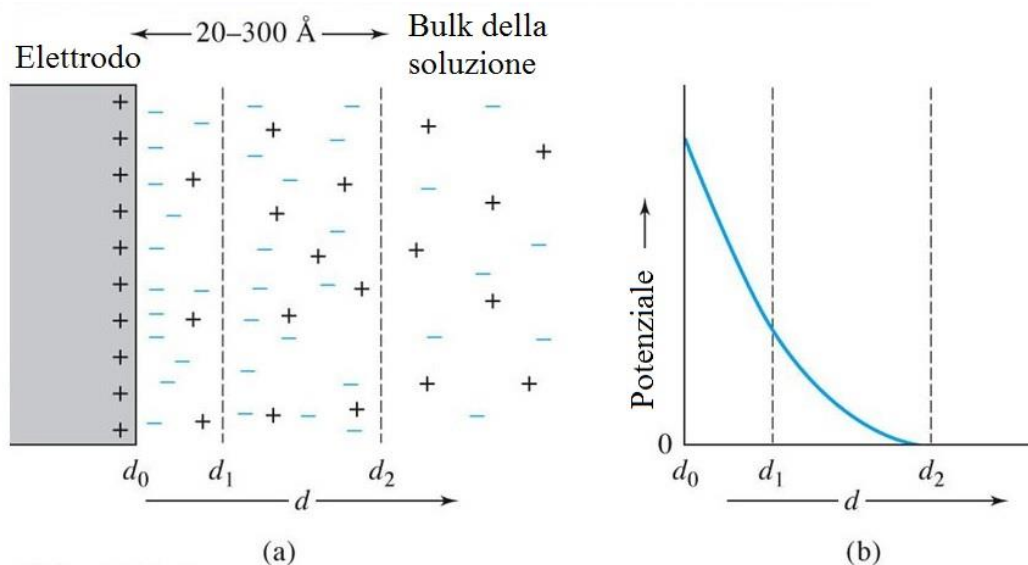 20–300 Å
Bulk della
soluzione
Elettrodo
+ + + + + + + + + +
d0 d1 d2
d
(a)
Potenziale
0
d0 d1 d2
d
(b)